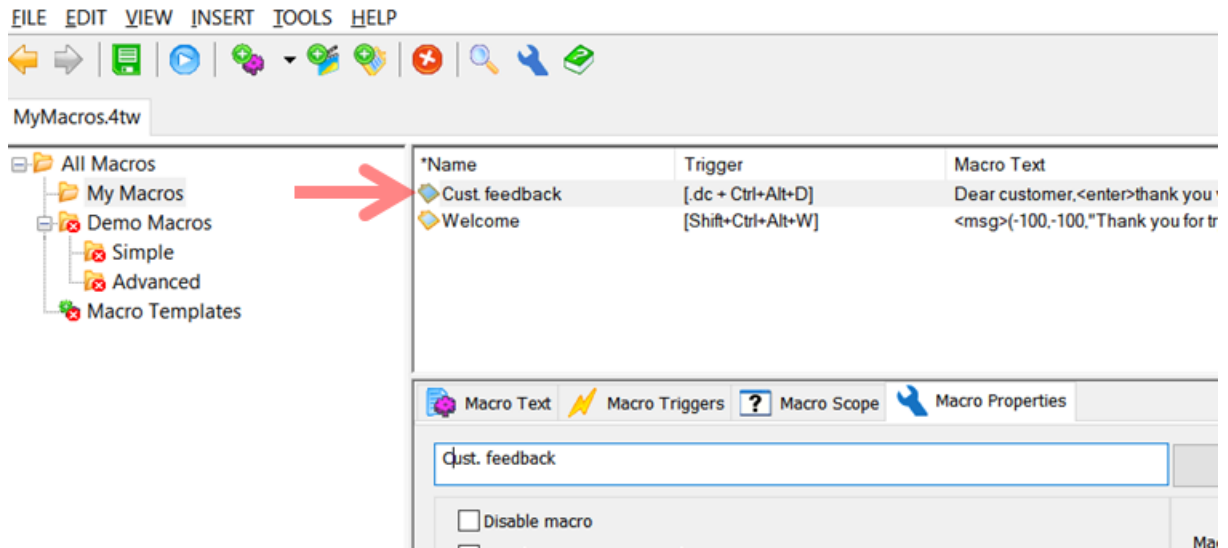 FILE EDIT VIEW INSERT TOOLS HELP
MyMacros.4tw
All Macros
My Macros
Demo Macros
Simple
Advanced
Macro Templates
*Name Trigger Macro Text
Cust. feedback [.dc + Ctrl+Alt+D] Dear customer,<enter>thank you
Welcome [Shift+Ctrl+Alt+W] <msg>(-100,-100,"Thank you for tr
Macro Text Macro Triggers Macro Scope Macro Properties
Cust. feedback
Disable macro